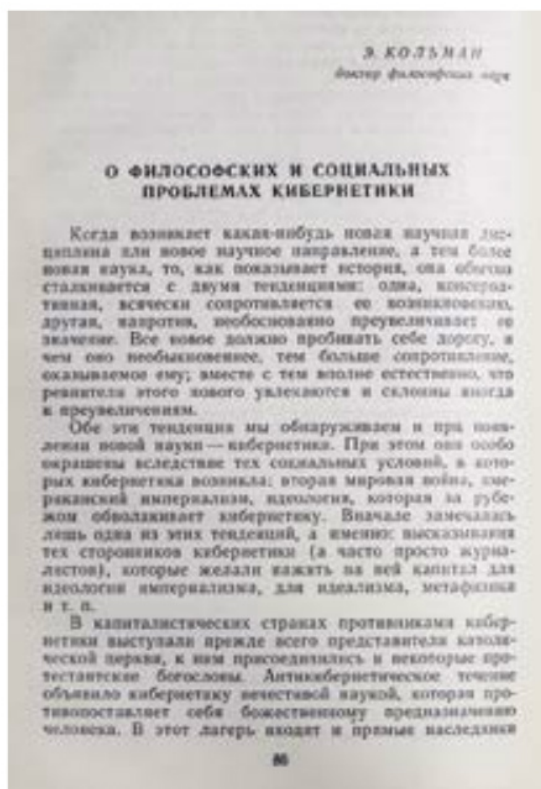 Э. КОЛЬМАН
доктор философских наук
О ФИЛОСОФСКИХ И СОЦИАЛЬНЫХ
ПРОБЛЕМАХ КИБЕРНЕТИКИ
Когда возникает какая-нибудь новая научная дис-
циплина или новое научное направление, а тем более
новая наука, то, как показывает история, она обычно
сталкивается с двумя тенденциями: одна, консерва-
тивная, всячески сопротивляется ее возникновению,
другая, напротив, необоснованно преувеличивает ее
значение. Все новое должно пробивать себе дорогу, и
чем оно необыкновеннее, тем больше сопротивление,
оказываемое ему; вместе с тем вполне естественно, что
ревнители этого нового увлекаются и склонны иногда
к преувеличениям.
Обе эти тенденции мы обнаруживаем и при появ-
лении новой науки — кибернетики. При этом они особо
окрашены вследствие тех социальных условий, в кото-
рых кибернетика возникла: вторая мировая война, аме-
риканский империализм, идеология, которая за рубе-
жом обволакивает кибернетику. Вначале замечалась
лишь одна из этих тенденций, а именно: высказывания
тех сторонников кибернетики (а часто просто журна-
листов), которые желали нажить на ней капитал для
идеологии империализма, для идеализма, метафизики
и т. п.
В капиталистических странах противниками кибер-
нетики выступали прежде всего представители католи-
ческой церкви, к ним присоединились и некоторые про-
тестантские богословы. Антикибернетическое течение
объявило кибернетику нечестивой наукой, которая про-
тивопоставляет себя божественному предназначению
человека. В этот лагерь входят и прямые наследники